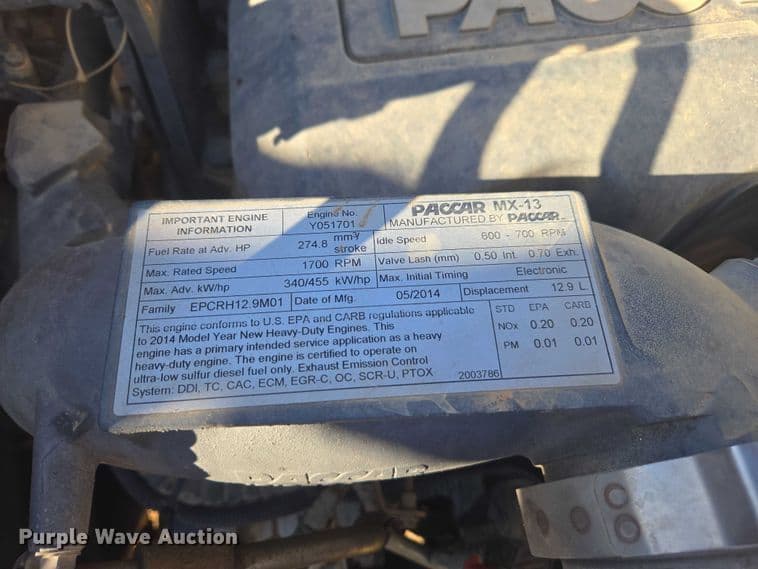 PACCAR
IMPORTANT ENGINE INFORMATION
Engine No. Y051701
PACCAR MX-13
MANUFACTURED BY PACCAR INC
Fuel Rate at Adv. HP 274.8 mm³/stroke
Idle Speed 600 - 700 RPM
Max. Rated Speed 1700 RPM
Valve Lash (mm) 0.50 Int. 0.70 Exh.
Max. Adv. kW/hp 340/455 kW/hp
Max. Initial Timing Electronic
Family EPCRH12.9M01
Date of Mfg. 05/2014
Displacement 12.9 L
This engine conforms to U.S. EPA and CARB regulations applicable
to 2014 Model Year New Heavy-Duty Engines. This
engine has a primary intended service application as a heavy
heavy-duty engine. The engine is certified to operate on
ultra-low sulfur diesel fuel only. Exhaust Emission Control
System: DDI, TC, CAC, ECM, EGR-C, OC, SCR-U, PTOX
2003786
STD EPA CARB
NOx 0.20 0.20
PM 0.01 0.01
PACCAR
Purple Wave Auction